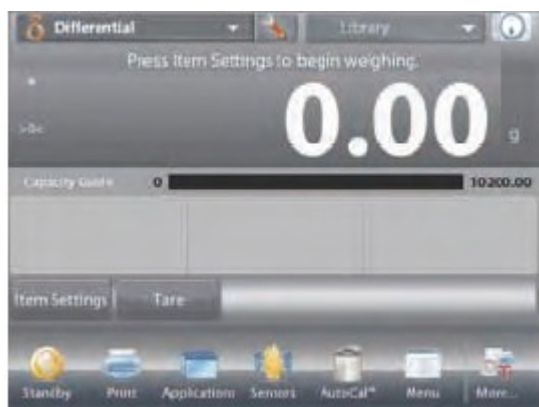 Differential Library
Press Item Settings to begin weighing.
*
>0< 0.00 g
Capacity Guide 0 10200.00
Item Settings Tare
Standby Print Applications Sensors AutoCal™ Menu More...